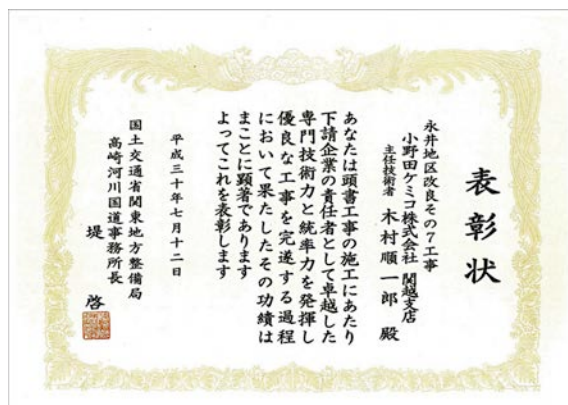 表彰状
永井地区改良その7工事
小野田ケミコ株式会社 関越支店
主任技術者 木村順一郎 殿
あなたは頭書工事の施工にあたり
下請企業の責任者として卓越した
専門技術力と統率力を発揮し
優良な工事を完遂する過程
において果たしたその功績は
まことに顕著であります
よってこれを表彰します
平成三十年七月十二日
国土交通省関東地方整備局
高崎河川国道事務所長 堤 啓